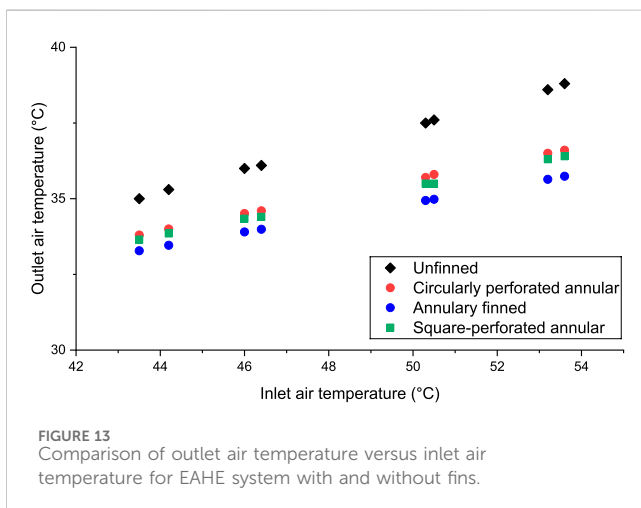 40
35
30
Outlet air temperature (°C)
Unfinned
Circularly perforated annular
Annulary finned
Square-perforated annular
42 44 46 48 50 52 54
Inlet air temperature (°C)
FIGURE 13
Comparison of outlet air temperature versus inlet air
temperature for EAHE system with and without fins.